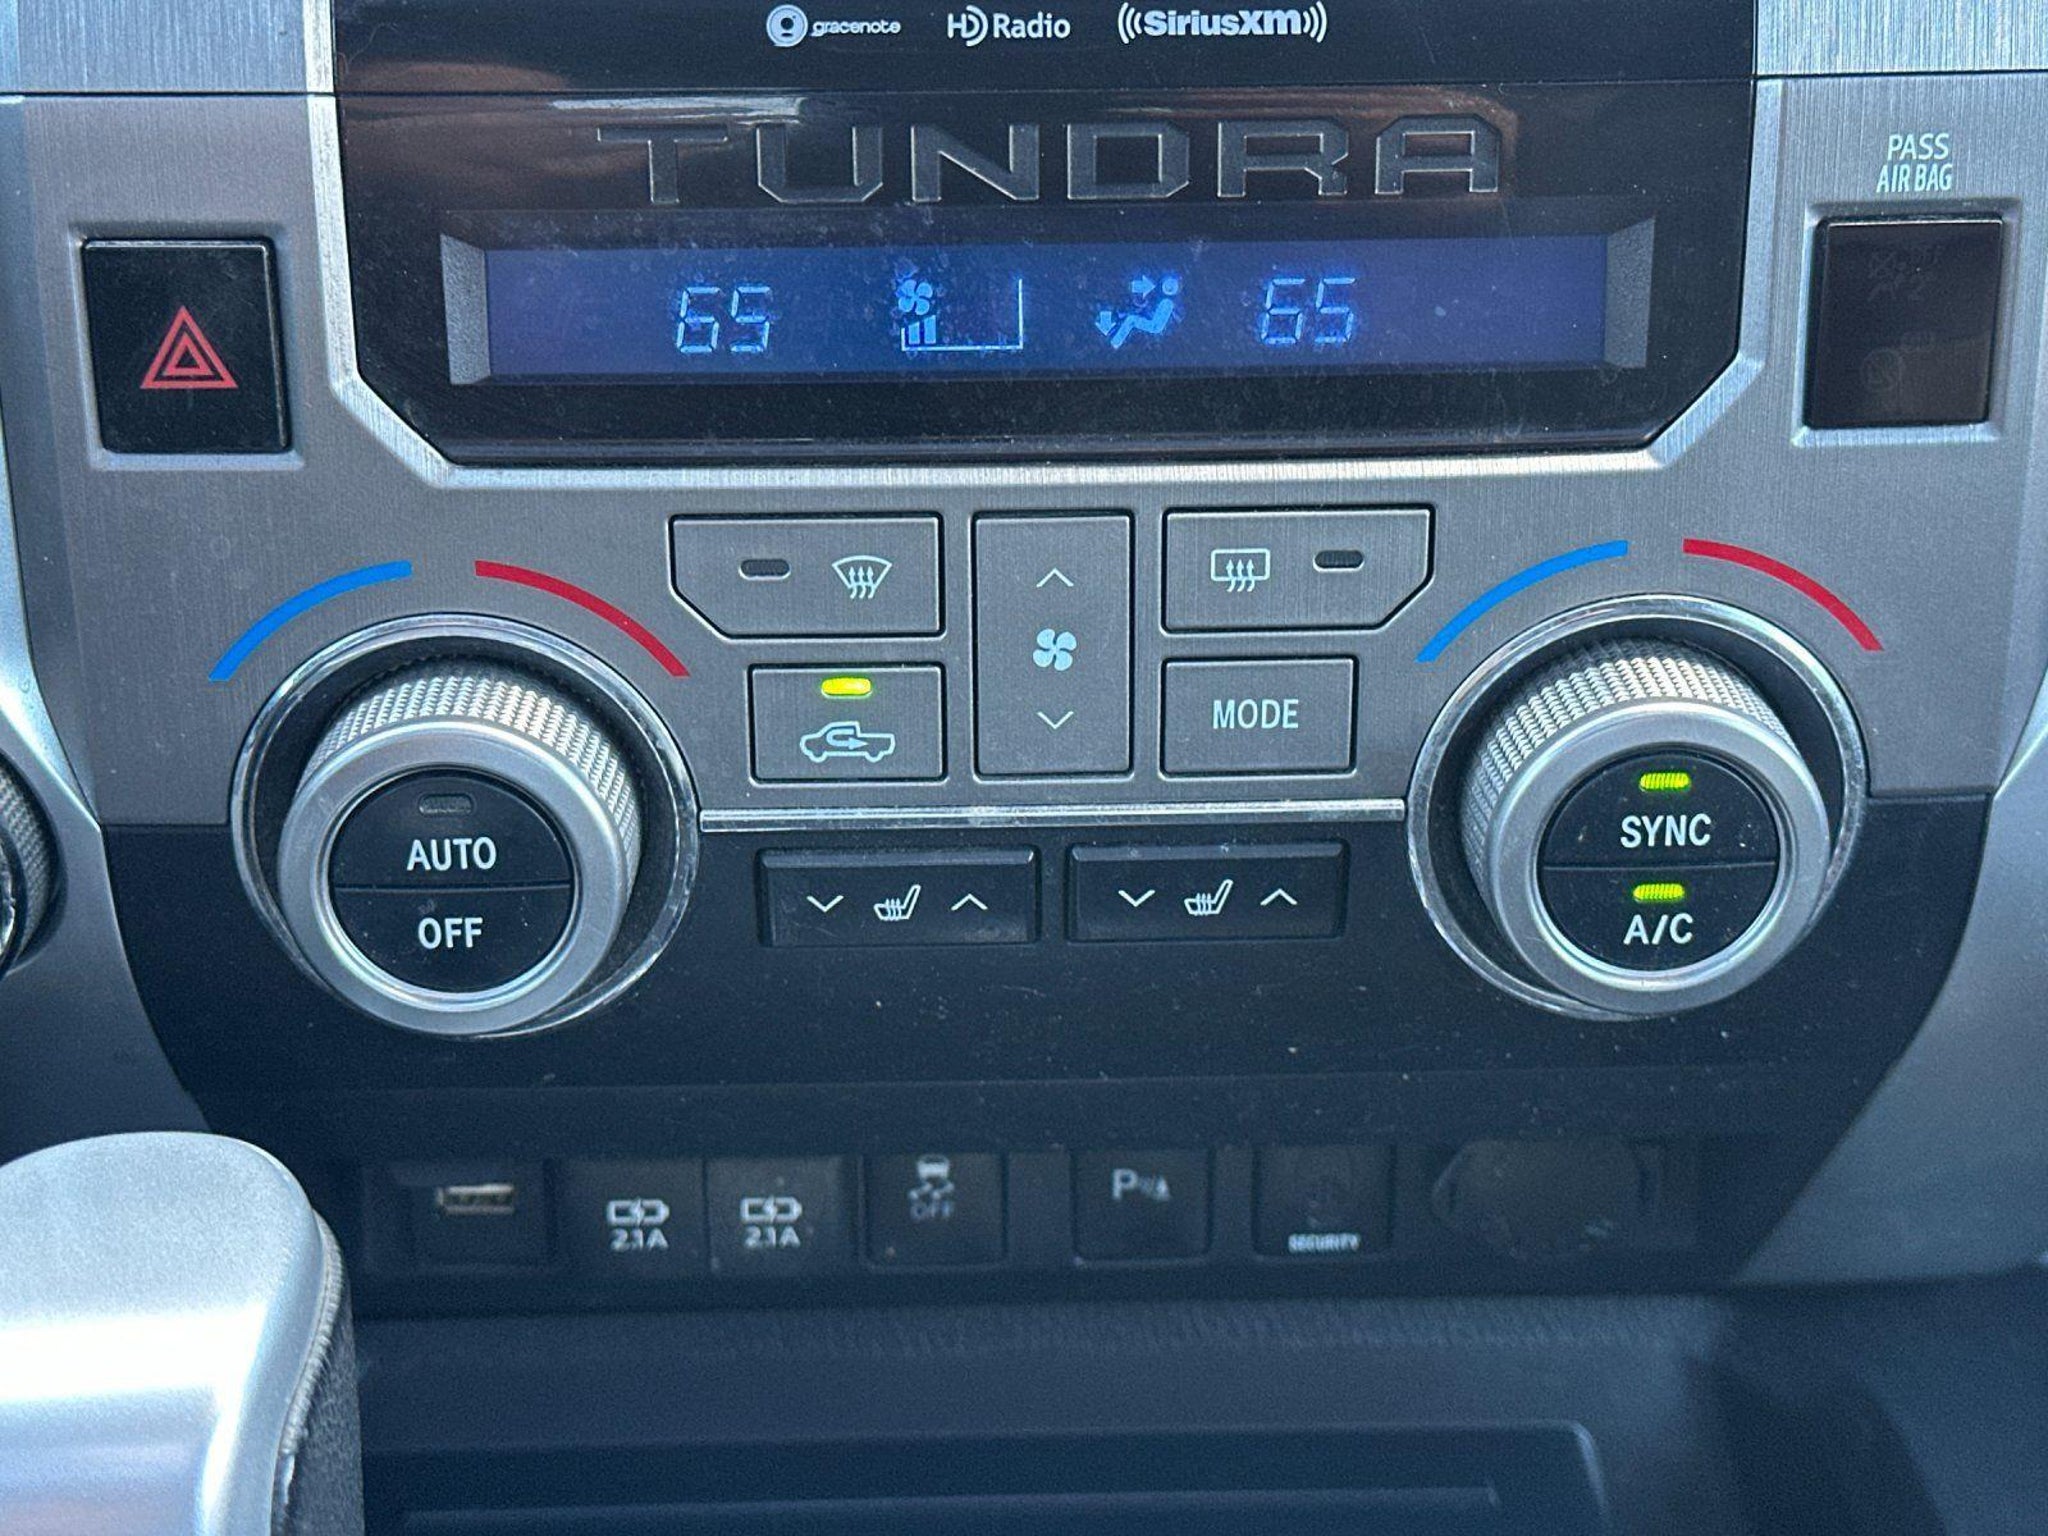 gracenote HD Radio ((SiriusXM))
TUNDRA
PASS
AIR BAG
65 65
MODE
AUTO
OFF
SYNC
A/C
2.1A
2.1A
OFF
P
SECURITY